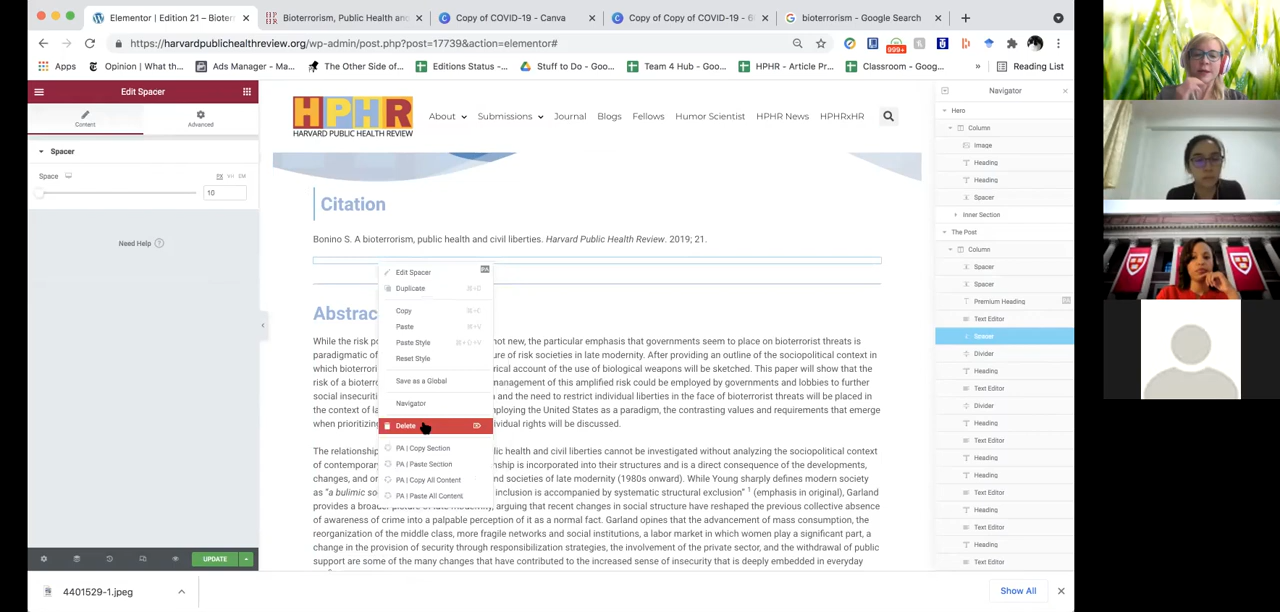 Elementor | Edition 21 – Bioterr...
Bioterrorism, Public Health and...
Copy of COVID-19 - Canva
Copy of Copy of COVID-19 - 6...
bioterrorism - Google Search
https://harvardpublichealthreview.org/wp-admin/post.php?post=17739&action=elementor#
999+
Apps
Opinion | What th...
Ads Manager - Ma...
The Other Side of...
Editions Status - G...
Stuff to Do - Goo...
Team 4 Hub - Goo...
HPHR - Article Pr...
Classroom - Goog...
Reading List
Edit Spacer
Content
Advanced
Spacer
Space
PX VH EM
10
Need Help
UPDATE
HPHR
HARVARD PUBLIC HEALTH REVIEW
About
Submissions
Journal
Blogs
Fellows
Humor Scientist
HPHR News
HPHRxHR
Citation
Bonino S. A bioterrorism, public health and civil liberties. Harvard Public Health Review. 2019; 21.
Abstrac
While the risk po
not new, the particular emphasis that governments seem to place on bioterrorist threats is
paradigmatic of
ure of risk societies in late modernity. After providing an outline of the sociopolitical context in
which bioterrori
al account of the use of biological weapons will be sketched. This paper will show that the
risk of a bioterro
management of this amplified risk could be employed by governments and lobbies to further
social insecuriti
and the need to restrict individual liberties in the face of bioterrorist threats will be placed in
the context of la
mploying the United States as a paradigm, the contrasting values and requirements that emerge
when prioritizing
vidual rights will be discussed.
The relationship
lic health and civil liberties cannot be investigated without analyzing the sociopolitical context
of contemporary
nship is incorporated into their structures and is a direct consequence of the developments,
changes, and
and societies of late modernity (1980s onward). While Young sharply defines modern society
as "a bulimic so
inclusion is accompanied by systematic structural exclusion" 1 (emphasis in original), Garland
provides a broader picture of late modernity, arguing that recent changes in social structure have reshaped the previous collective absence
of awareness of crime into a palpable perception of it as a normal fact. Garland opines that the advancement of mass consumption, the
reorganization of the middle class, more fragile networks and social institutions, a labor market in which women play a significant part, a
change in the provision of security through responsibilization strategies, the involvement of the private sector, and the withdrawal of public
support are some of the many changes that have contributed to the increased sense of insecurity that is deeply embedded in everyday
Edit Spacer
PA
Duplicate
⌘+D
Copy
⌘+C
Paste
⌘+V
Paste Style
⌘+⇧+V
Reset Style
Save as a Global
Navigator
Delete
PA | Copy Section
PA | Paste Section
PA | Copy All Content
PA | Paste All Content
Navigator
Hero
Column
Image
Heading
Heading
Spacer
Inner Section
The Post
Column
Spacer
Spacer
Premium Heading
Text Editor
Spacer
Divider
Heading
Text Editor
Divider
Heading
Text Editor
Heading
Heading
Text Editor
Heading
Text Editor
Heading
Text Editor
4401529-1.jpeg
Show All